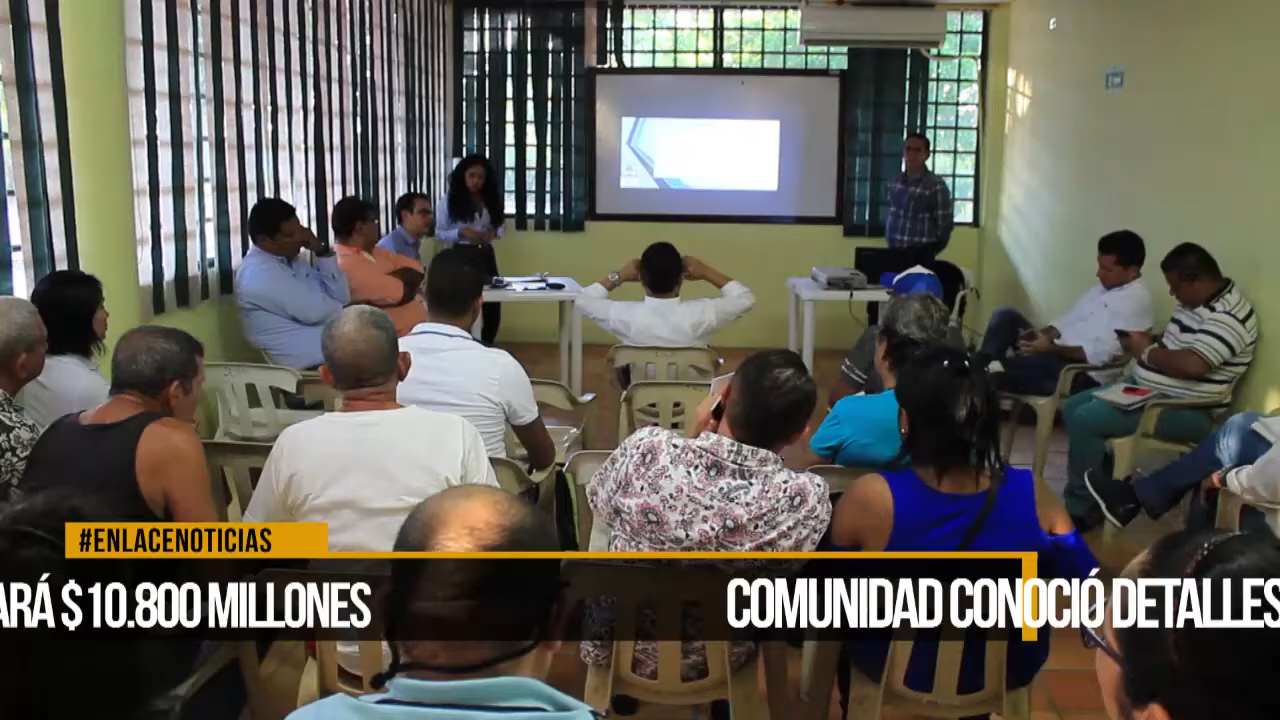 #ENLACENOTICIAS
ARÁ $10.800 MILLONES
COMUNIDAD CONOCIÓ DETALLES